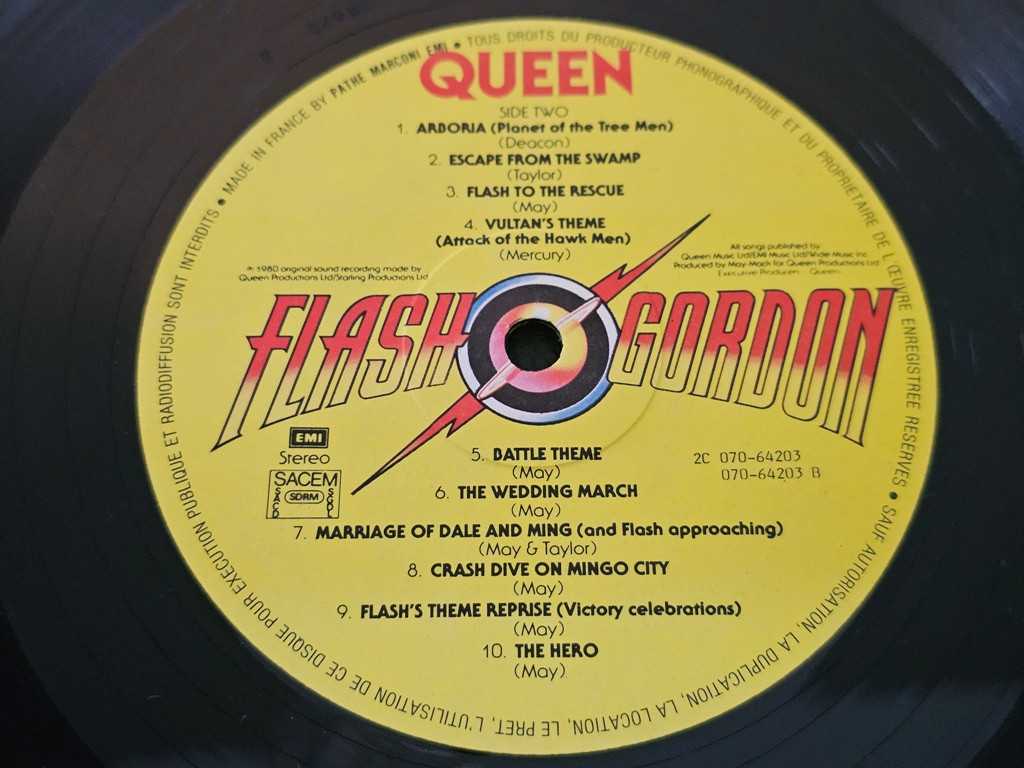 MADE IN FRANCE BY PATHE MARCONI EMI • TOUS DROITS DU PRODUCTEUR PHONOGRAPHIQUE ET DU PROPRIETAIRE DE L'ŒUVRE ENREGISTREE RESERVES • SAUF AUTORISATION, LA DUPLICATION, LA LOCATION, LE PRET, L'UTILISATION DE CE DISQUE POUR EXECUTION PUBLIQUE ET RADIODIFFUSION SONT INTERDITS •
QUEEN
SIDE TWO
1. ARBORIA (Planet of the Tree Men)
(Deacon)
2. ESCAPE FROM THE SWAMP
(Taylor)
3. FLASH TO THE RESCUE
(May)
4. VULTAN'S THEME
(Attack of the Hawk Men)
(Mercury)
℗ 1980 original sound recording made by
Queen Productions Ltd/Starling Productions Ltd
All songs published by
Queen Music Ltd/EMI Music Ltd/Wide Music Inc
Produced by May-Mack for Queen Productions Ltd
Executive Producers: Queen
FLASH GORDON
EMI
Stereo
SACEM
SACD SDRM SGDL
2C 070-64203
070-64203 B
5. BATTLE THEME
(May)
6. THE WEDDING MARCH
(May)
7. MARRIAGE OF DALE AND MING (and Flash approaching)
(May & Taylor)
8. CRASH DIVE ON MINGO CITY
(May)
9. FLASH'S THEME REPRISE (Victory celebrations)
(May)
10. THE HERO
(May)